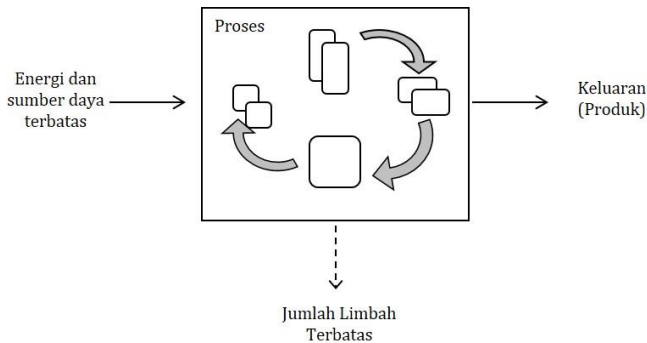 Proses
Energi dan
sumber daya
terbatas
Keluaran
(Produk)
Jumlah Limbah
Terbatas